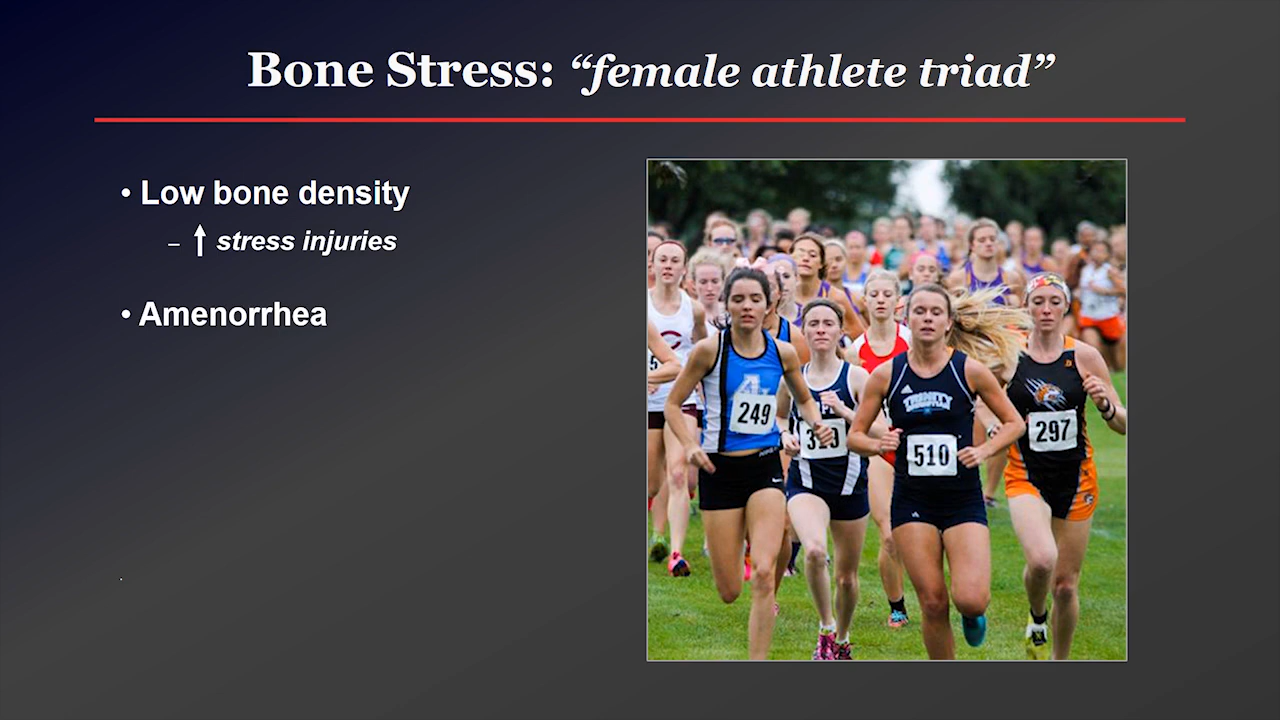 Bone Stress: “female athlete triad”
• Low bone density
– ↑ stress injuries
• Amenorrhea
249
510
297
TRINITY